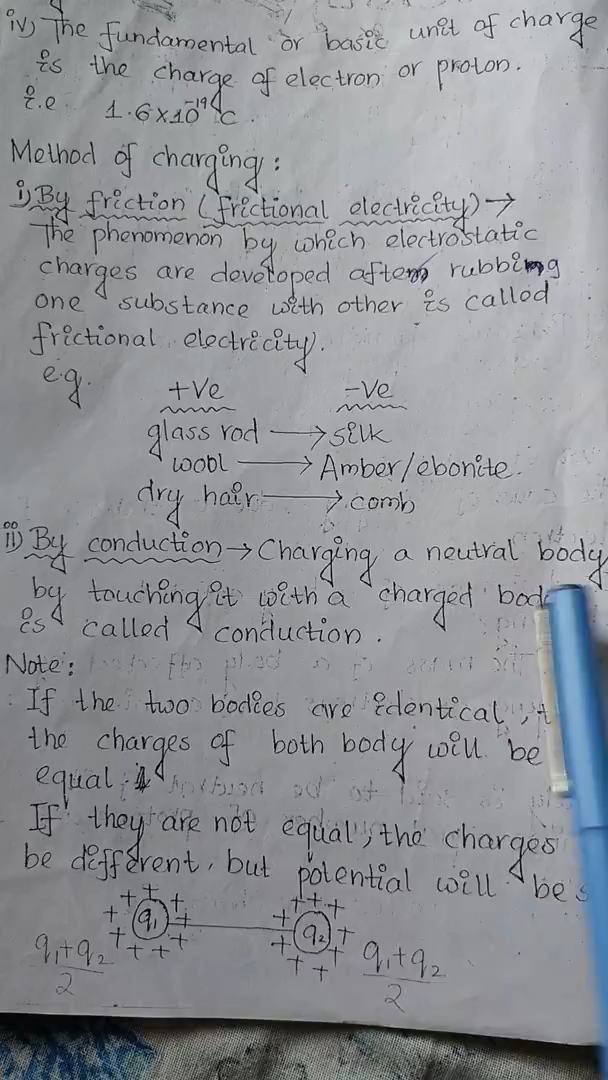 iv) The fundamental or basic unit of charge
is the charge of electron or proton.
i.e. 1.6×10⁻¹⁹c.
Method of charging:
i) By friction (frictional electricity) →
The phenomenon by which electrostatic
charges are developed after rubbing
one substance with other is called
frictional electricity.
e.g.
+ve -ve
glass rod → silk
wool → Amber/ebonite.
dry hair → comb
ii) By conduction → Charging a neutral body
by touching it with a charged
is called conduction.
Note:
If the two bodies are identical,
the charges of both body will be
equal.
If they are not equal, the charges
be different, but potential will be
q₁ q₂
q₁+q₂/2 q₁+q₂/2